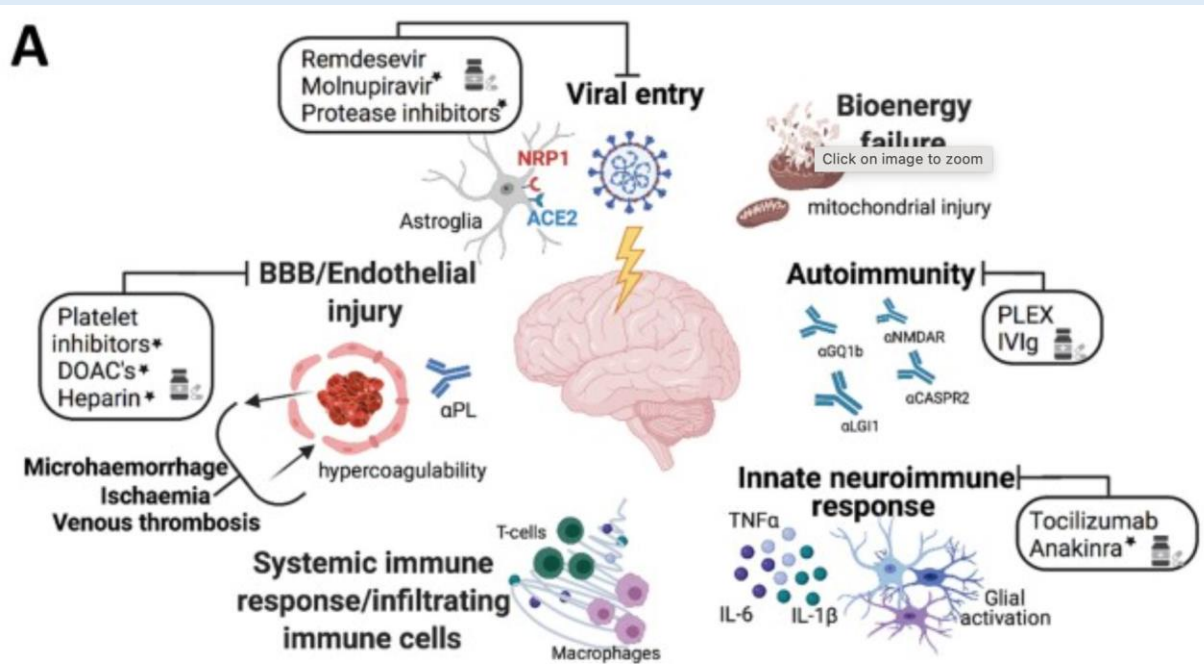 A
Remdesevir
Molnupiravir*
Protease inhibitors*
Viral entry
Bioenergy
failure
Click on image to zoom
mitochondrial injury
NRP1
ACE2
Astroglia
BBB/Endothelial
injury
Platelet
inhibitors*
DOAC's*
Heparin*
αPL
hypercoagulability
Microhaemorrhage
Ischaemia
Venous thrombosis
Autoimmunity
PLEX
IVIg
αGQ1b
αNMDAR
αCASPR2
αLGI1
Innate neuroimmune
response
Tocilizumab
Anakinra*
TNFα
IL-6
IL-1β
Glial
activation
Systemic immune
response/infiltrating
immune cells
T-cells
Macrophages